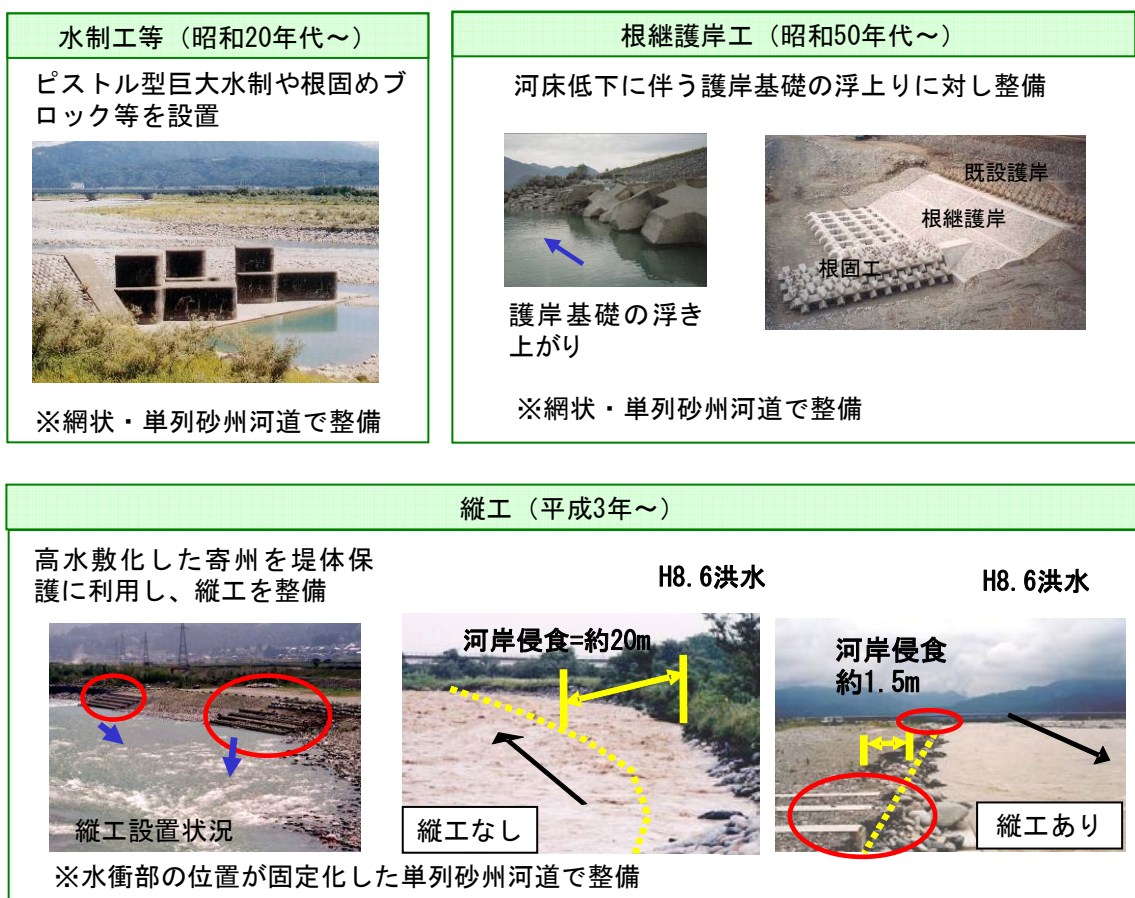 水制工等（昭和20年代～）
ピストル型巨大水制や根固めブ
ロック等を設置
※網状・単列砂州河道で整備
根継護岸工（昭和50年代～）
河床低下に伴う護岸基礎の浮上りに対し整備
既設護岸
根継護岸
根固工
護岸基礎の浮き
上がり
※網状・単列砂州河道で整備
縦工（平成3年～）
高水敷化した寄州を堤体保
護に利用し、縦工を整備
縦工設置状況
H8.6洪水
河岸侵食=約20m
縦工なし
H8.6洪水
河岸侵食
約1.5m
縦工あり
※水衝部の位置が固定化した単列砂州河道で整備